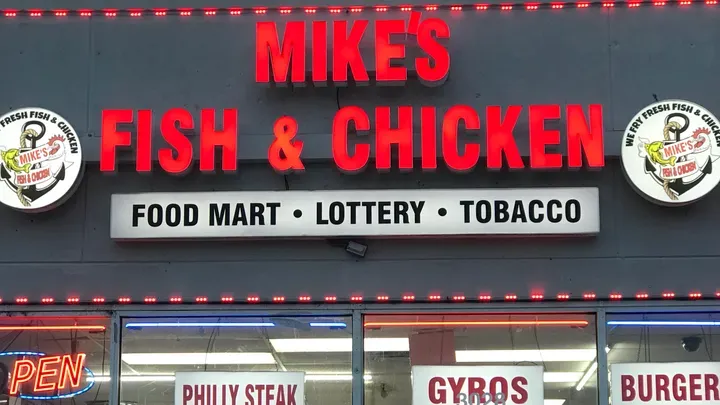 MIKE'S
FISH & CHICKEN
FOOD MART • LOTTERY • TOBACCO
FRESH FISH & CHICKEN
MIKE'S
&
FISH & CHICKEN
WE FRY FRESH FISH & CHICKEN
MIKE'S
&
FISH & CHICKEN
PEN
PHILLY STEAK
GYROS
3028
BURGER